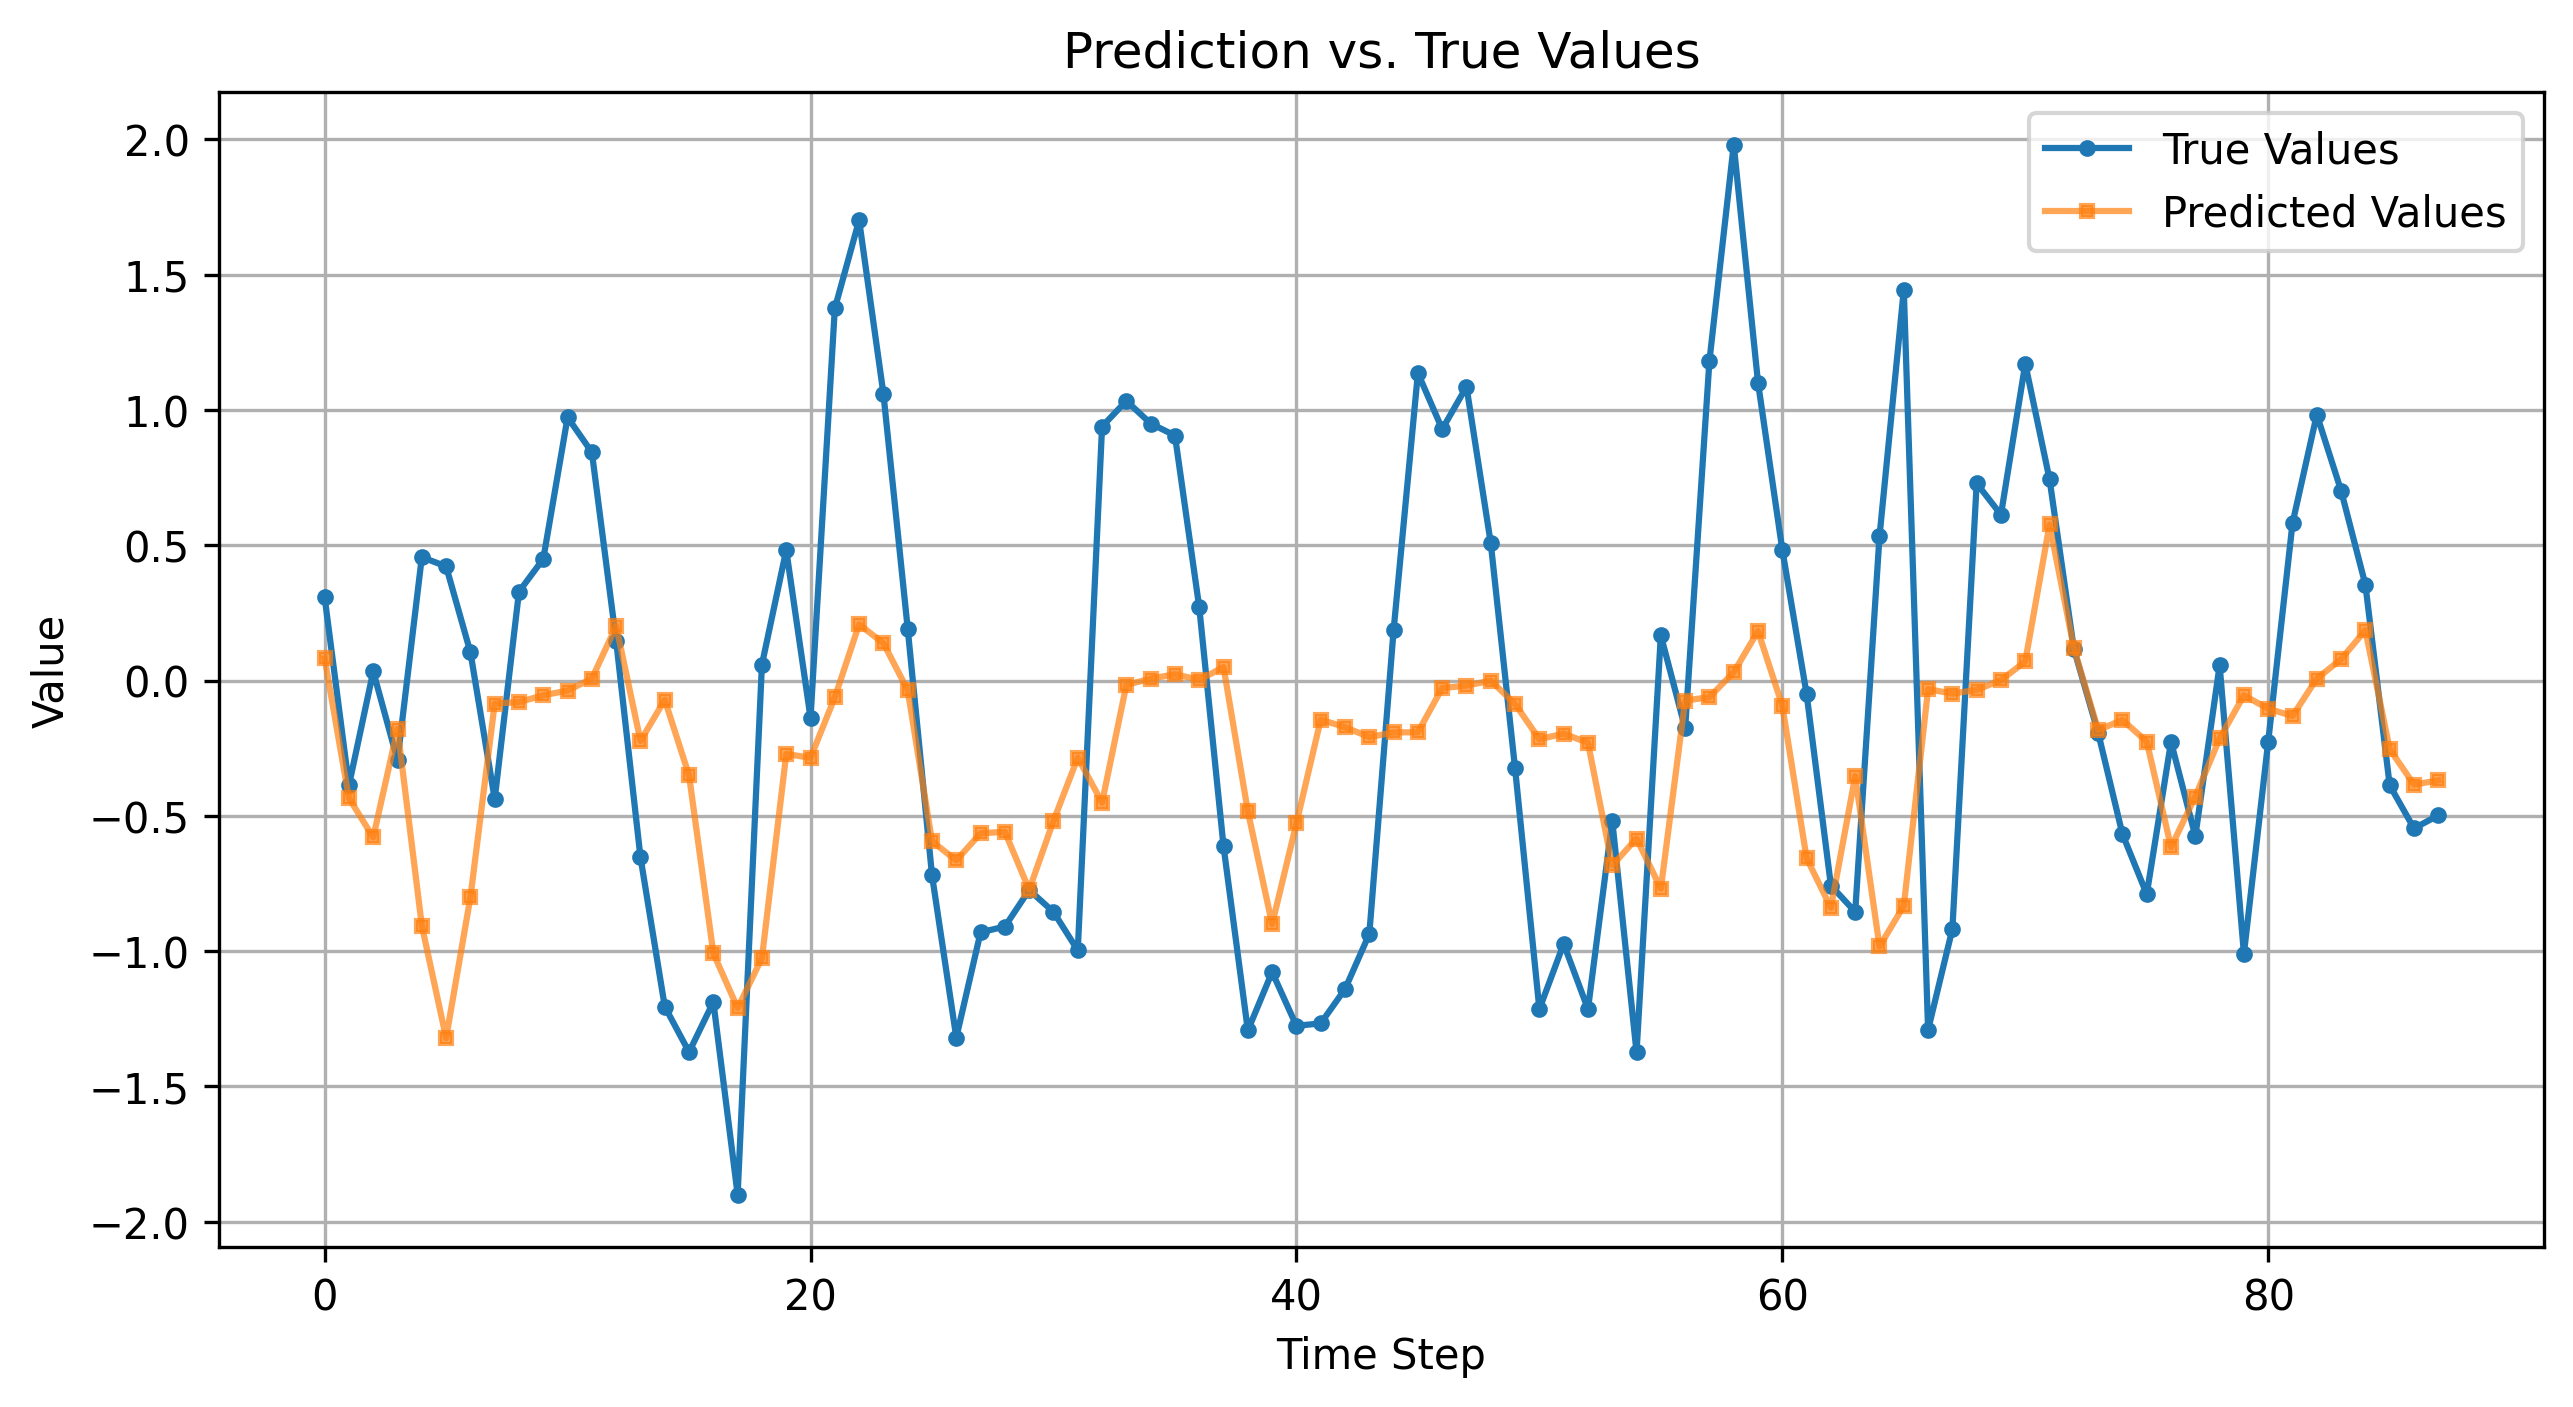 Prediction vs. True Values
True Values
Predicted Values
2.0
1.5
1.0
0.5
0.0
−0.5
−1.0
−1.5
−2.0
Value
0 20 40 60 80
Time Step